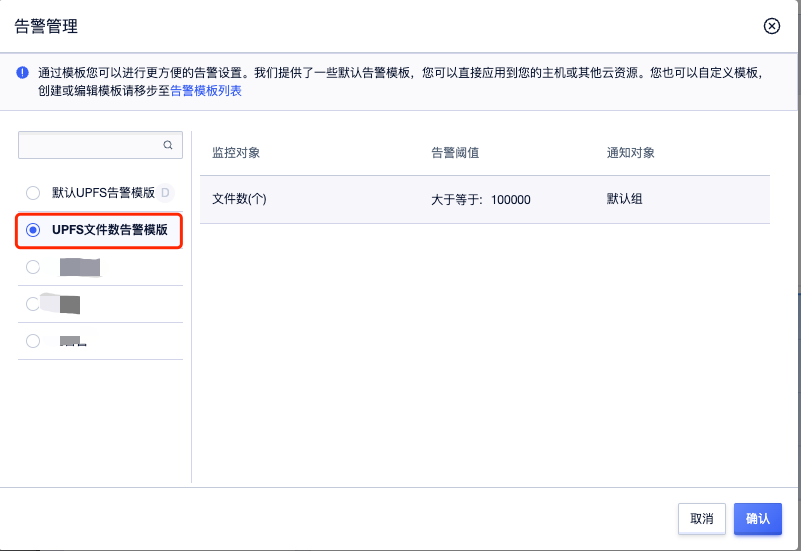 告警管理
通过模板您可以进行更方便的告警设置。我们提供了一些默认告警模板，您可以直接应用到您的主机或其他云资源。您也可以自定义模板，
创建或编辑模板请移步至告警模板列表
监控对象 告警阈值 通知对象
默认UPFS告警模版 D
文件数(个) 大于等于: 100000 默认组
UPFS文件数告警模版
取消 确认